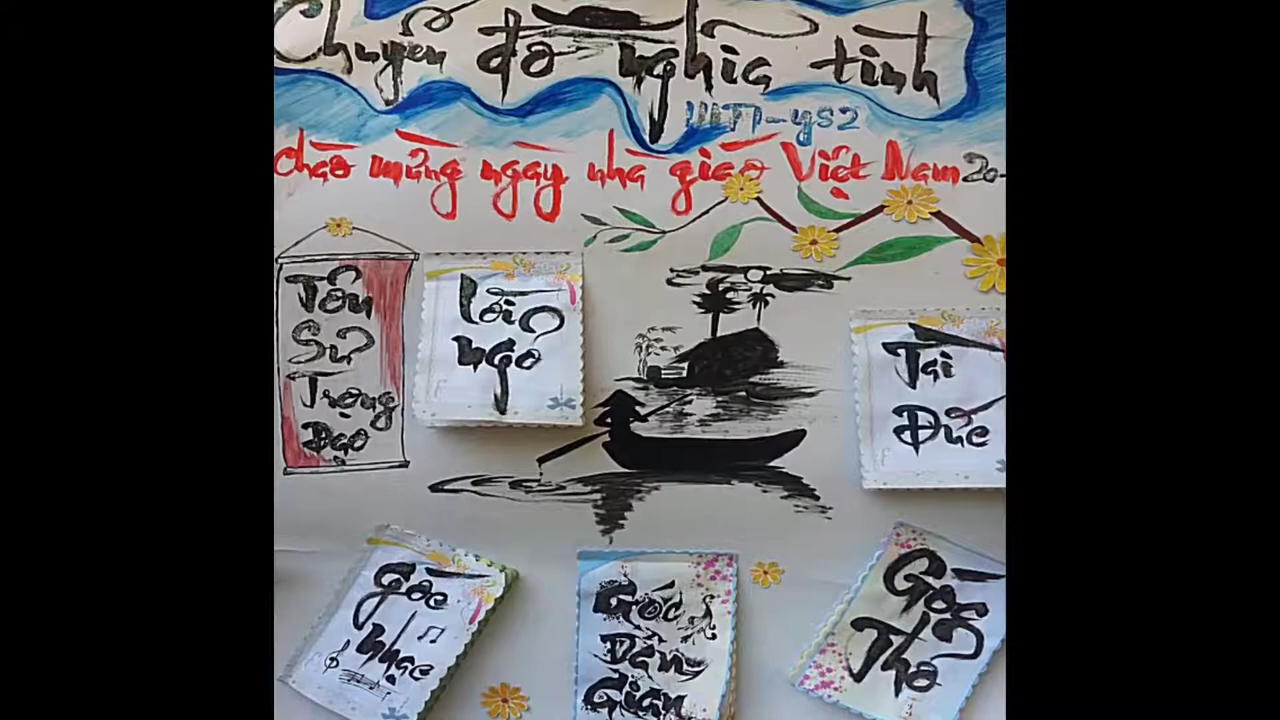 Chuyến đò nghĩa tình
chào mừng ngày nhà giáo Việt Nam 20-
Tôn
Sư
Trọng
Đạo
Lời
ngỏ
Tài
Đức
Góc
Nhạc
Góc
Dân
Gian
Góc
Thơ